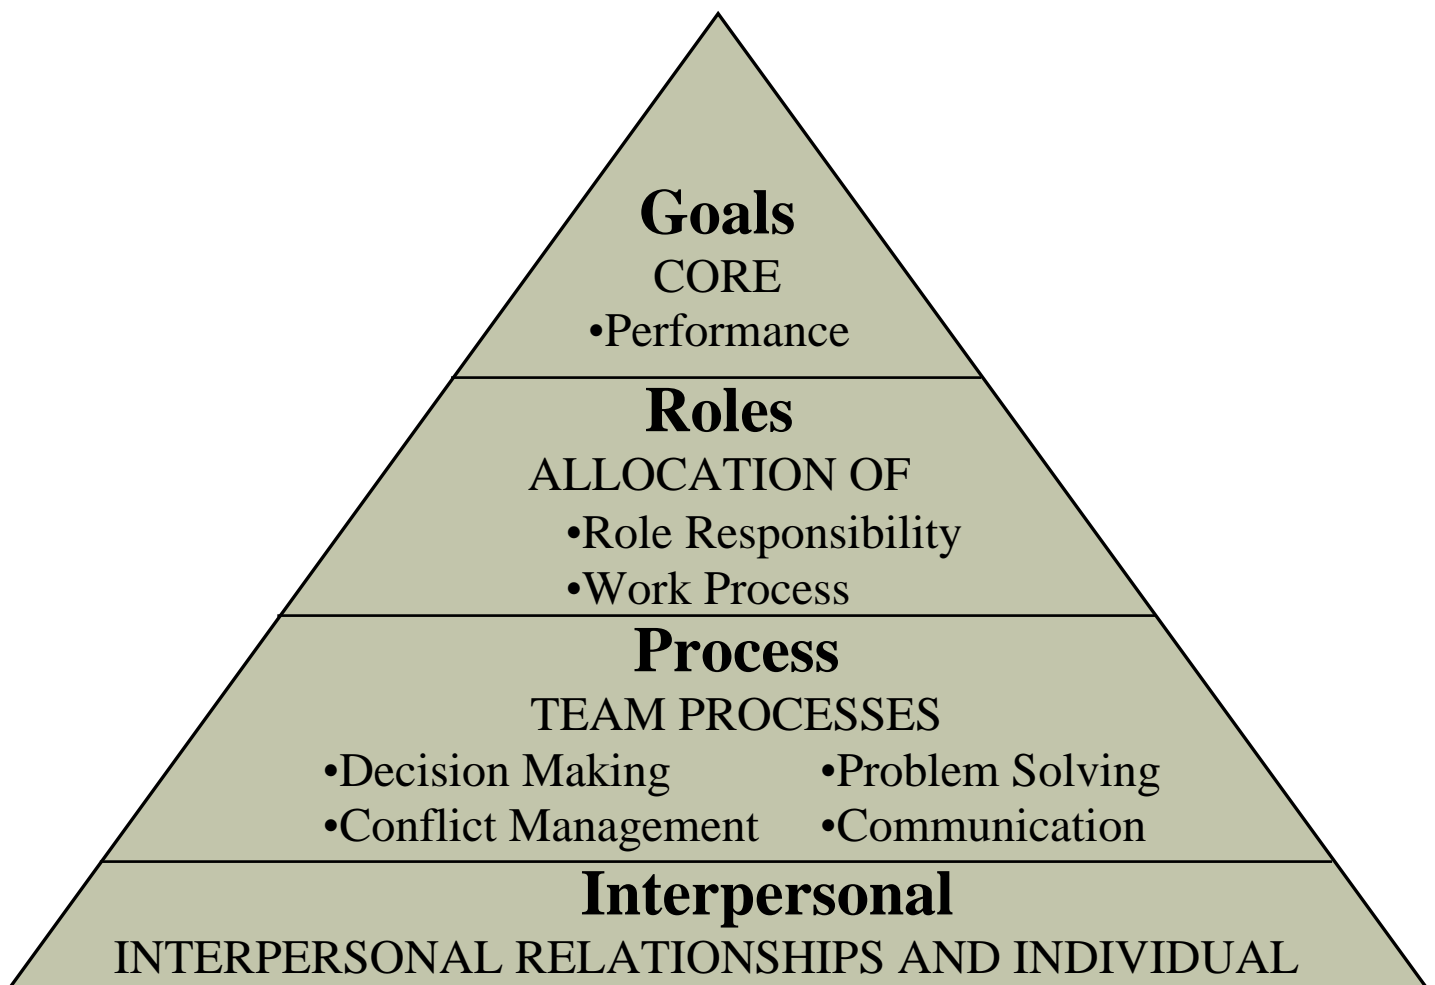 Goals
CORE
•Performance
Roles
ALLOCATION OF
•Role Responsibility
•Work Process
Process
TEAM PROCESSES
•Decision Making •Problem Solving
•Conflict Management •Communication
Interpersonal
INTERPERSONAL RELATIONSHIPS AND INDIVIDUAL